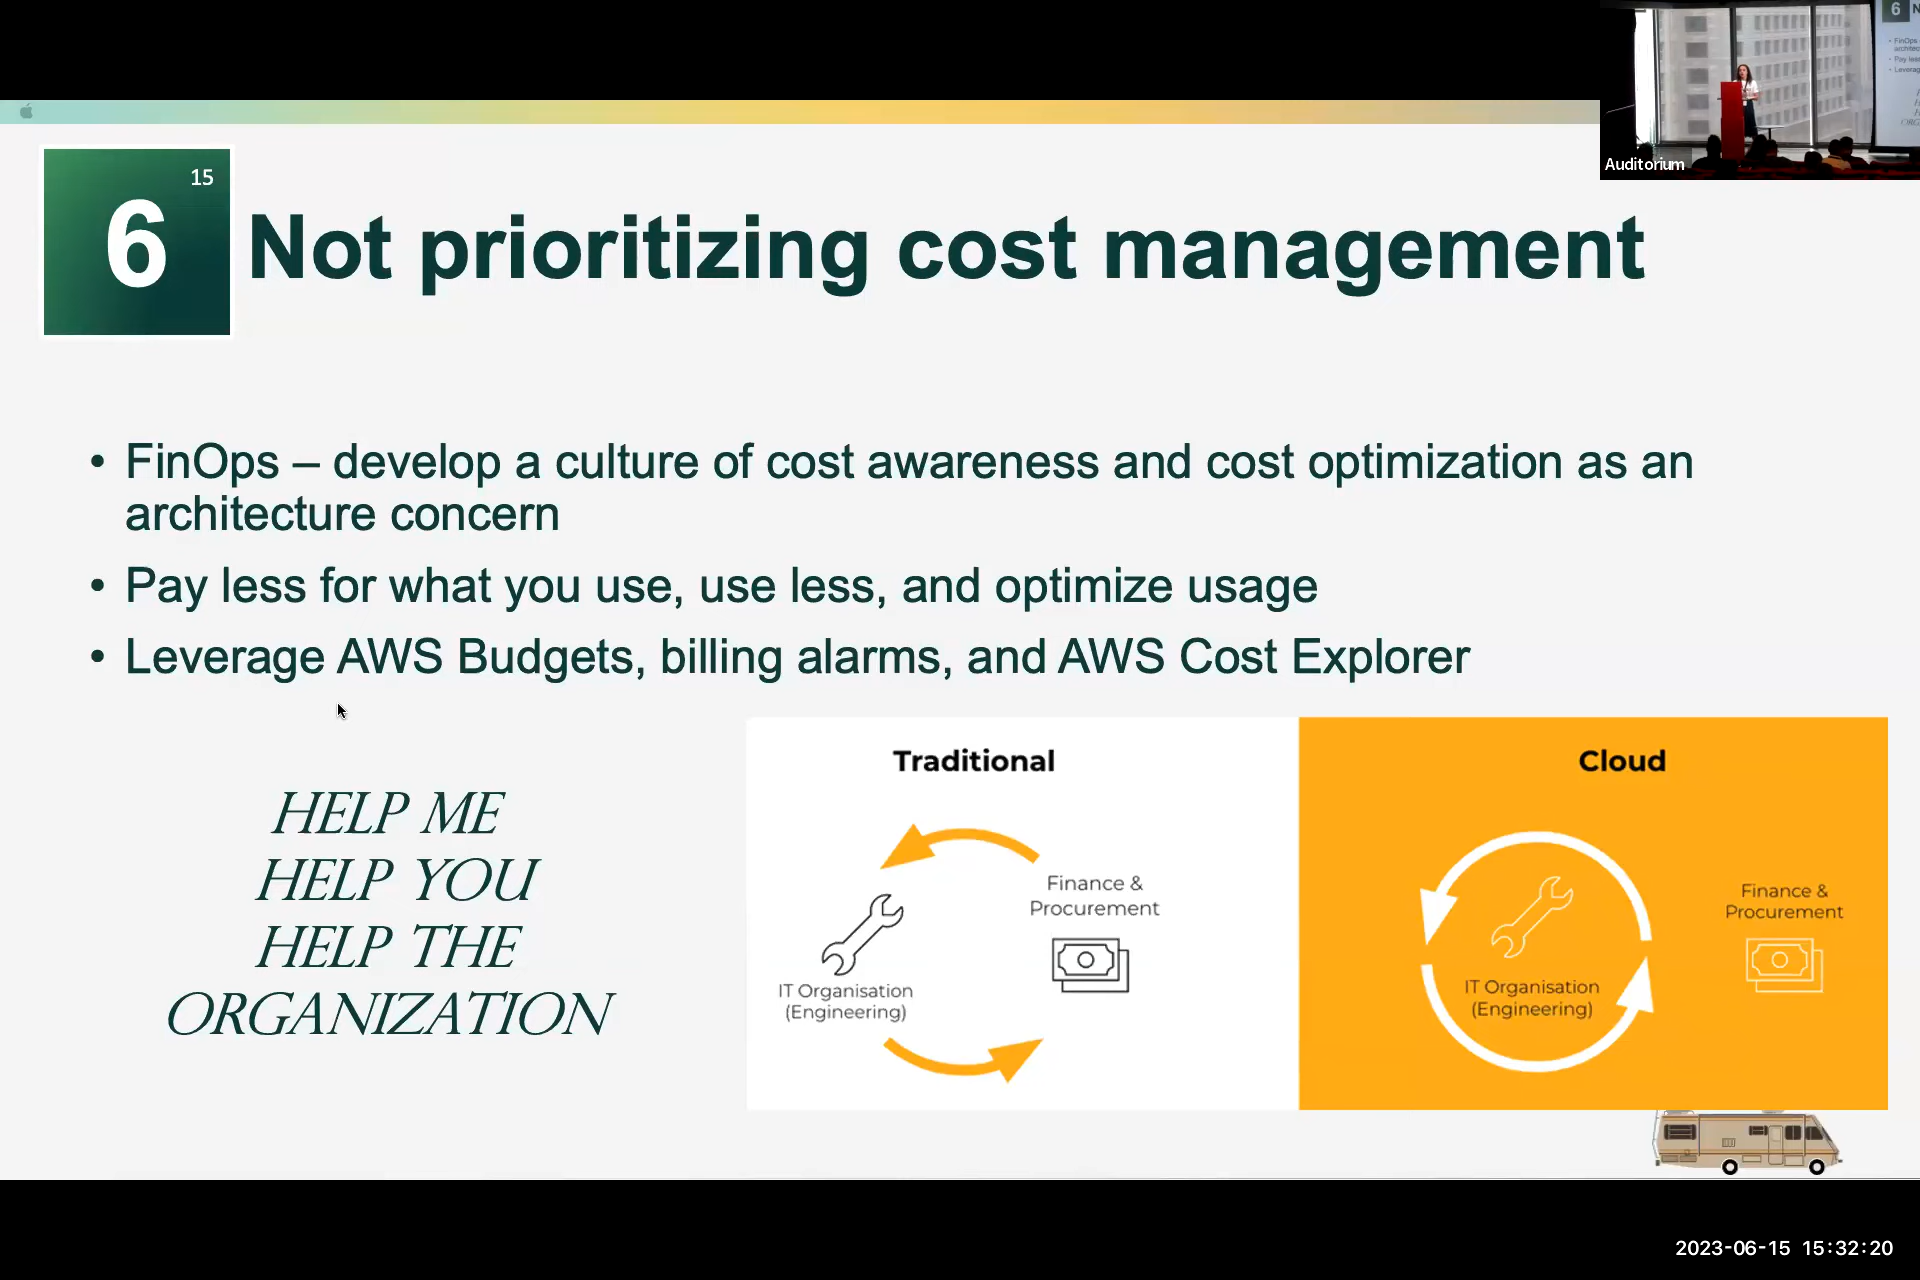 15
6
Not prioritizing cost management
• FinOps – develop a culture of cost awareness and cost optimization as an
architecture concern
• Pay less for what you use, use less, and optimize usage
• Leverage AWS Budgets, billing alarms, and AWS Cost Explorer
HELP ME
HELP YOU
HELP THE
ORGANIZATION
Traditional
Finance &
Procurement
IT Organisation
(Engineering)
Cloud
Finance &
Procurement
IT Organisation
(Engineering)
Auditorium
6 N
2023-06-15 15:32:20